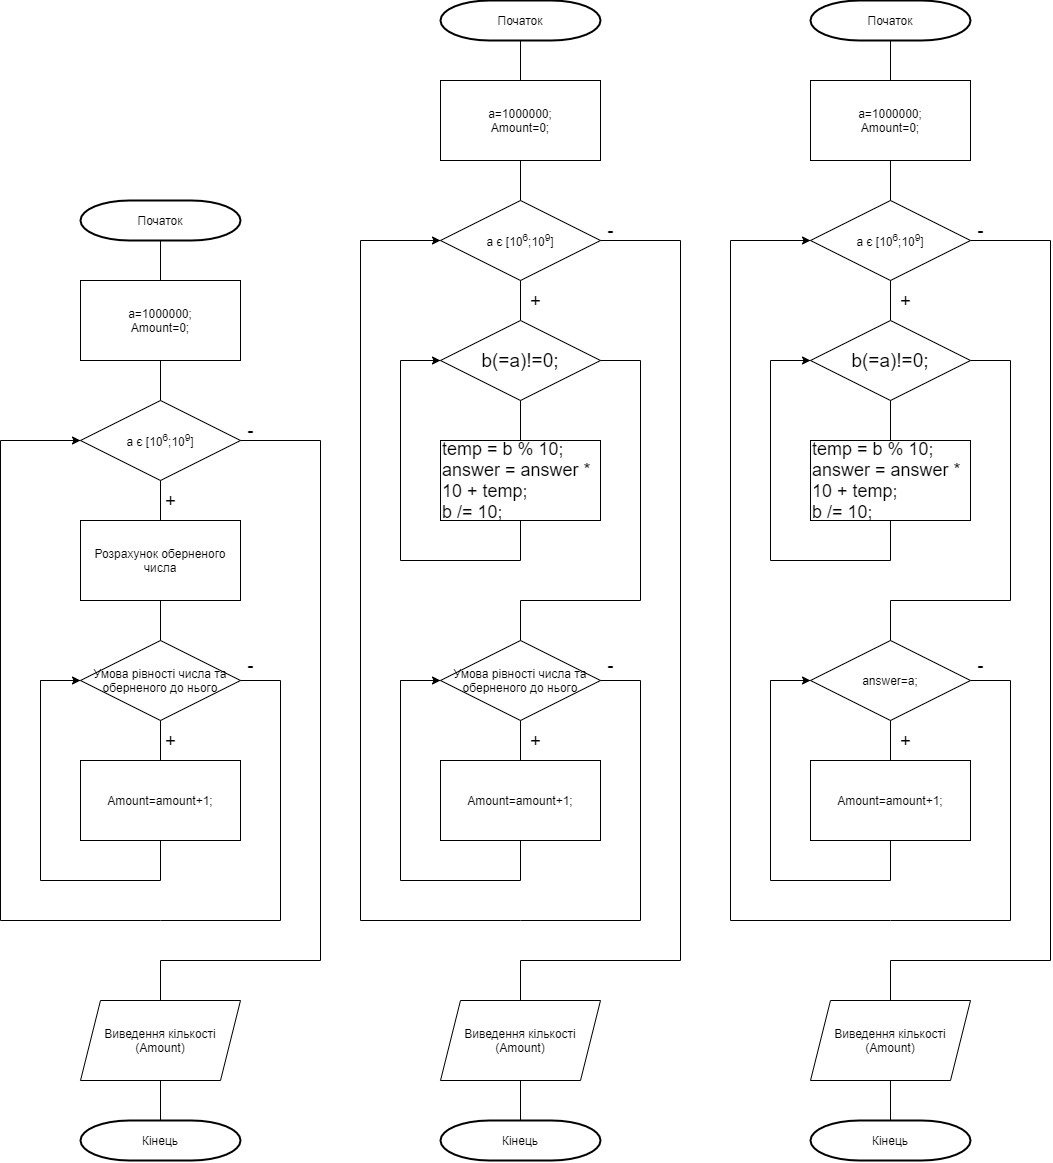 Початок
a=1000000;
Amount=0;
a є [10⁶;10⁹]
-
+
Розрахунок оберненого
числа
Умова рівності числа та
оберненого до нього
-
+
Amount=amount+1;
Виведення кількості
(Amount)
Кінець
Початок
a=1000000;
Amount=0;
a є [10⁶;10⁹]
-
+
b(=a)!=0;
temp = b % 10;
answer = answer *
10 + temp;
b /= 10;
Умова рівності числа та
оберненого до нього
-
+
Amount=amount+1;
Виведення кількості
(Amount)
Кінець
Початок
a=1000000;
Amount=0;
a є [10⁶;10⁹]
-
+
b(=a)!=0;
temp = b % 10;
answer = answer *
10 + temp;
b /= 10;
answer=a;
-
+
Amount=amount+1;
Виведення кількості
(Amount)
Кінець